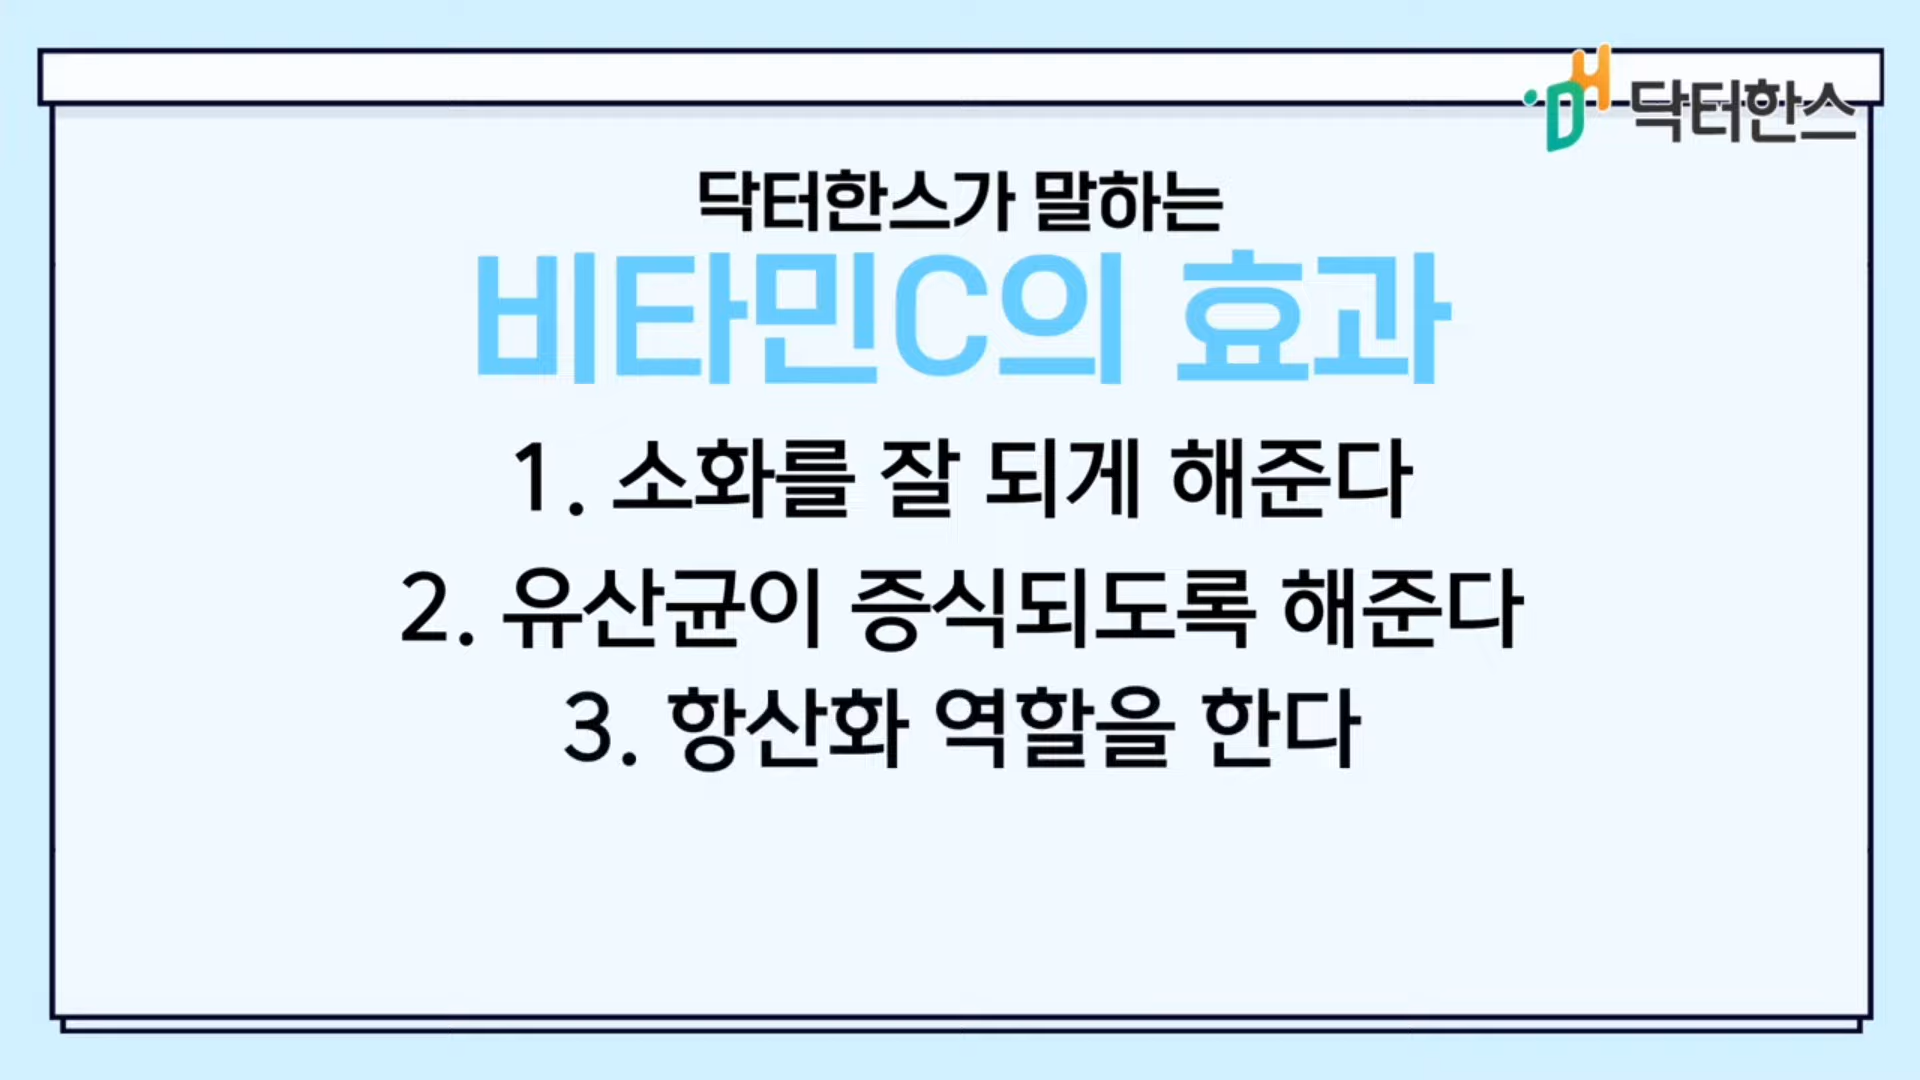 닥터한스
닥터한스가 말하는
비타민C의 효과
1. 소화를 잘 되게 해준다
2. 유산균이 증식되도록 해준다
3. 항산화 역할을 한다